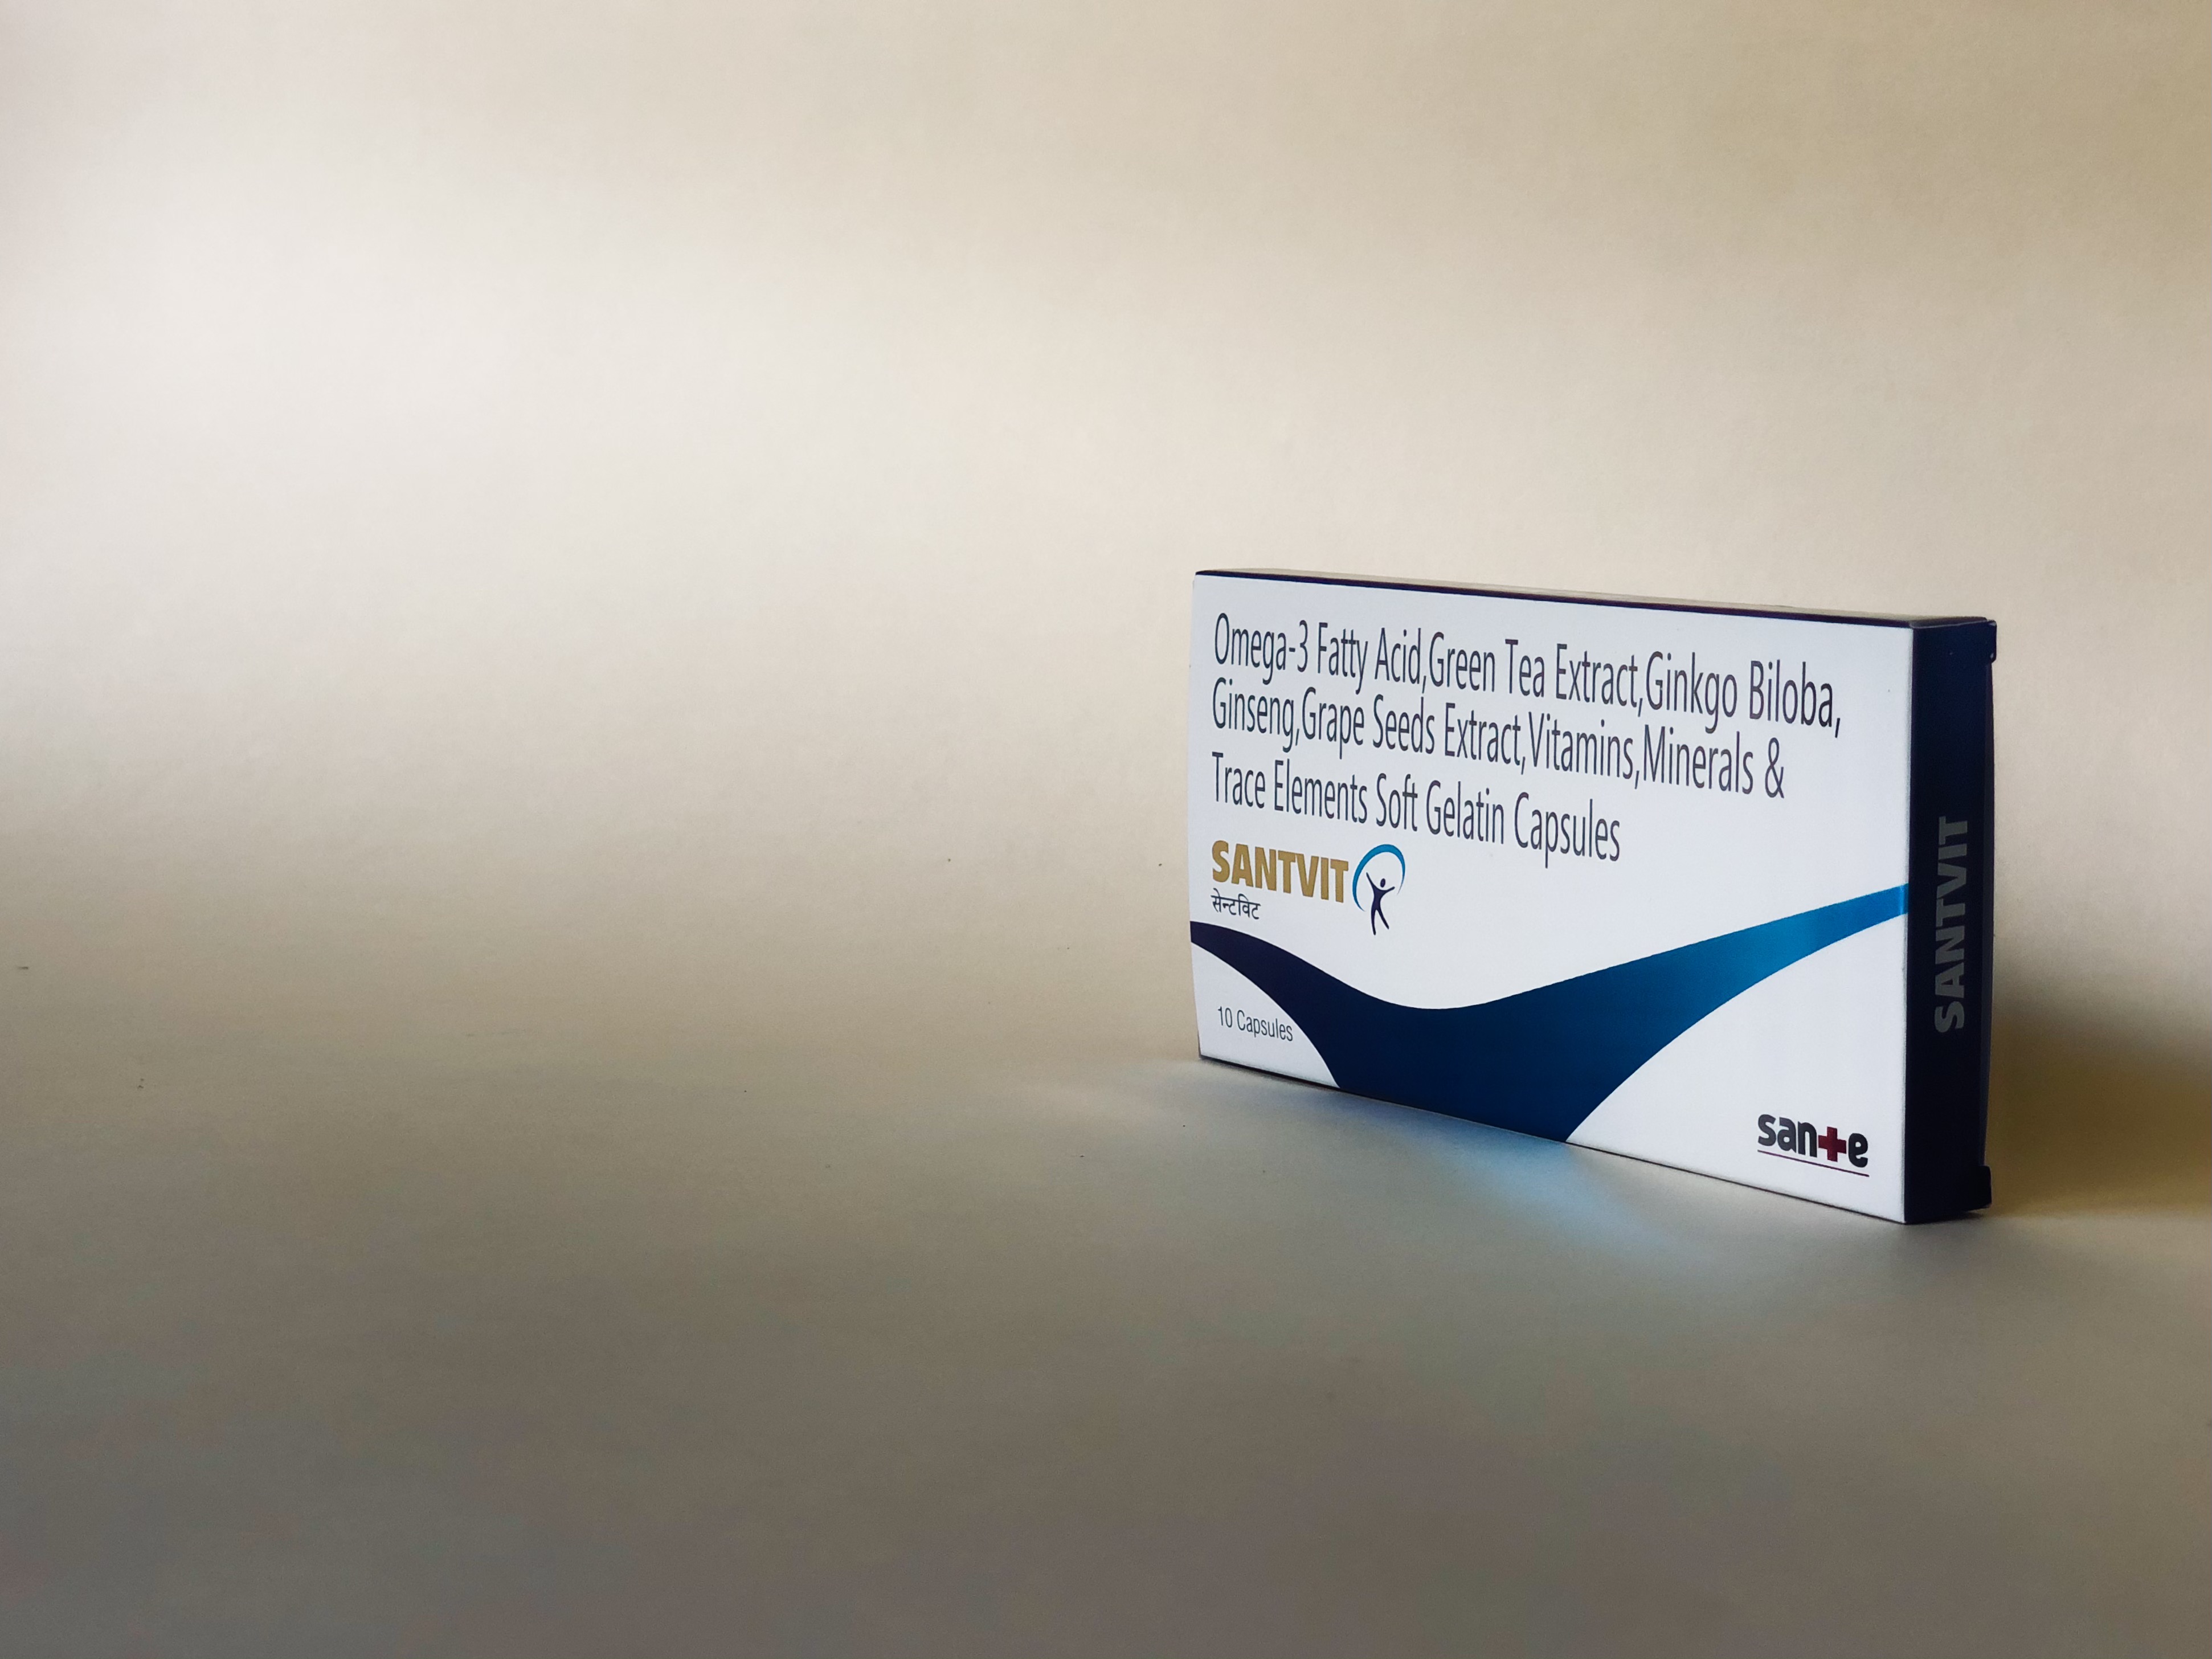 Omega-3 Fatty Acid,Green Tea Extract,Ginkgo Biloba,
Ginseng,Grape Seeds Extract,Vitamins,Minerals &
Trace Elements Soft Gelatin Capsules
SANTVIT
सेन्टविट
10 Capsules
sante
SANTVIT